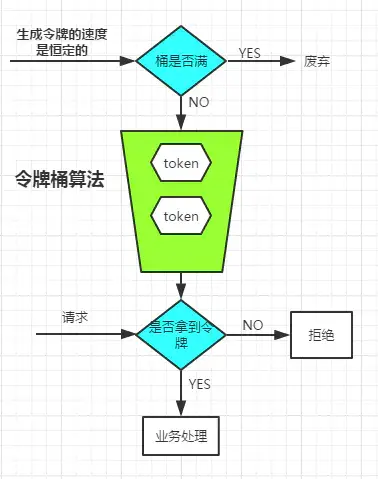 生成令牌的速度
是恒定的
桶是否满
YES
废弃
NO
token
令牌桶算法
token
请求
是否拿到令
牌
NO
拒绝
YES
业务处理